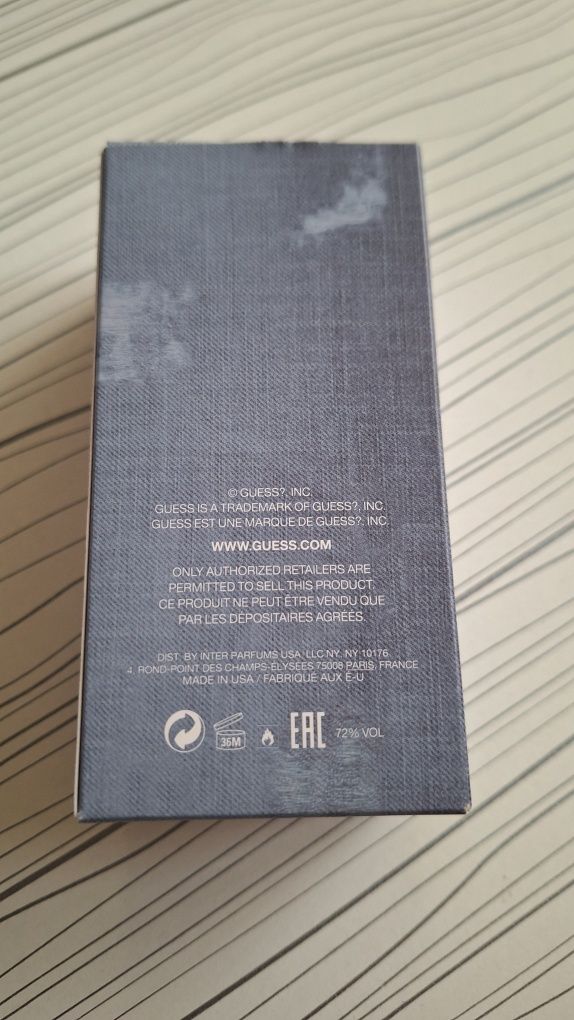 © GUESS?, INC.
GUESS IS A TRADEMARK OF GUESS?, INC.
GUESS EST UNE MARQUE DE GUESS?, INC.
WWW.GUESS.COM
ONLY AUTHORIZED RETAILERS ARE
PERMITTED TO SELL THIS PRODUCT.
CE PRODUIT NE PEUT ÊTRE VENDU QUE
PAR LES DÉPOSITAIRES AGRÉÉS.
DIST. BY INTER PARFUMS USA, LLC NY, NY 10176
4, ROND-POINT DES CHAMPS-ÉLYSÉES 75008 PARIS, FRANCE
MADE IN USA / FABRIQUÉ AUX É-U
36M EAC 72% VOL